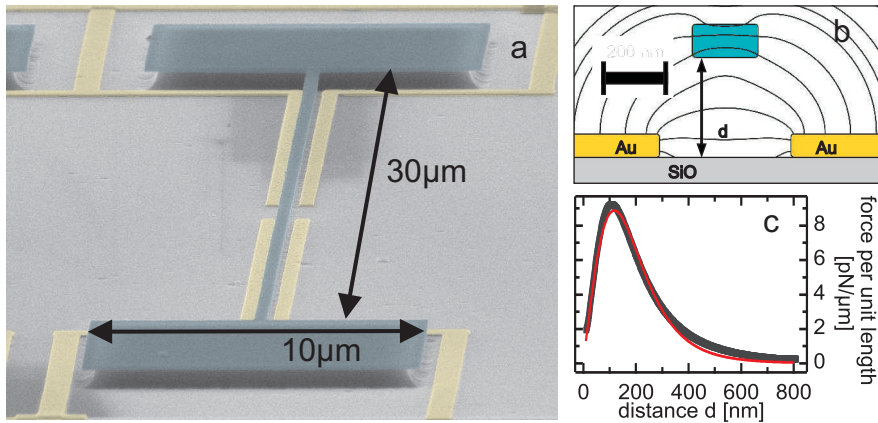 a
30µm
10µm
b
200 nm
d
Au
Au
SiO
c
8
6
4
2
0
force per unit length
[pN/µm]
0
200
400
600
800
distance d [nm]